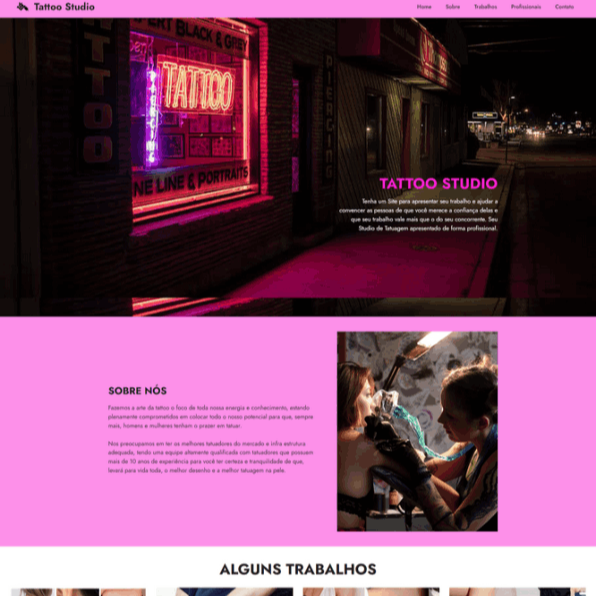 Tattoo Studio
Home Sobre Trabalhos Profissionais Contato
EXPERT BLACK & GREY
TATTOO
PIERCING
TATTOO
FINE LINE & PORTRAITS
PIERCING
TATTOO STUDIO
Tenha um Site para apresentar seu trabalho e ajudar a
convencer as pessoas de que você merece a confiança delas e
que seu trabalho vale mais que o do seu concorrente. Seu
Studio de Tatuagem apresentado de forma profissional.
SOBRE NÓS
Fazemos a arte da tattoo o foco de toda nossa energia e conhecimento, estando
plenamente comprometidos em colocar todo o nosso potencial para que, sempre
mais, homens e mulheres tenham o prazer em tatuar.
Nos preocupamos em ter os melhores tatuadores do mercado e infra estrutura
adequada, tendo uma equipe altamente qualificada com tatuadores que possuem
mais de 10 anos de experiência para você ter certeza e tranquilidade de que,
levará para vida toda, o melhor desenho e a melhor tatuagem na pele.
ALGUNS TRABALHOS